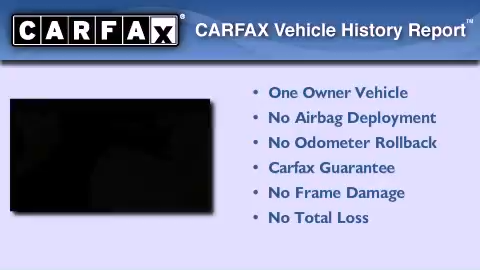 CARFAX® CARFAX Vehicle History Report™
• One Owner Vehicle
• No Airbag Deployment
• No Odometer Rollback
• Carfax Guarantee
• No Frame Damage
• No Total Loss